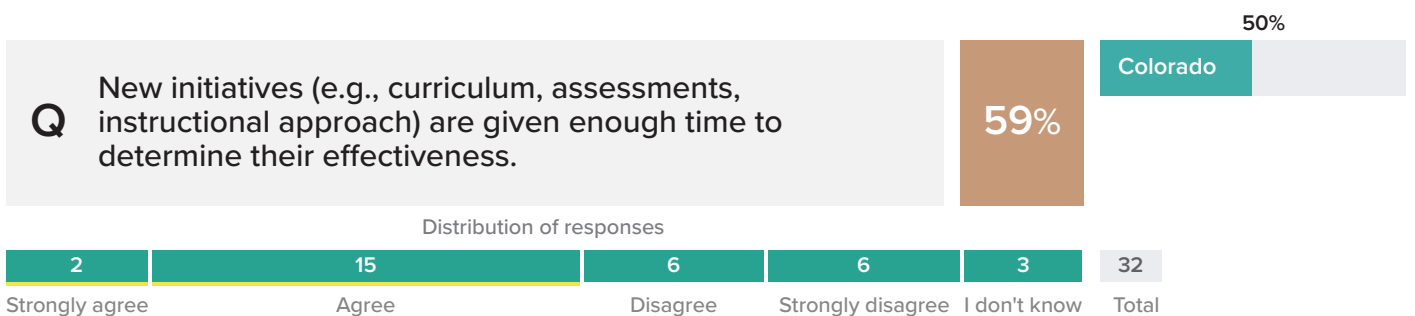 50%
Q
New initiatives (e.g., curriculum, assessments,
instructional approach) are given enough time to
determine their effectiveness.
59%
Colorado
Distribution of responses
2 15 6 6 3 32
Strongly agree Agree Disagree Strongly disagree I don't know Total